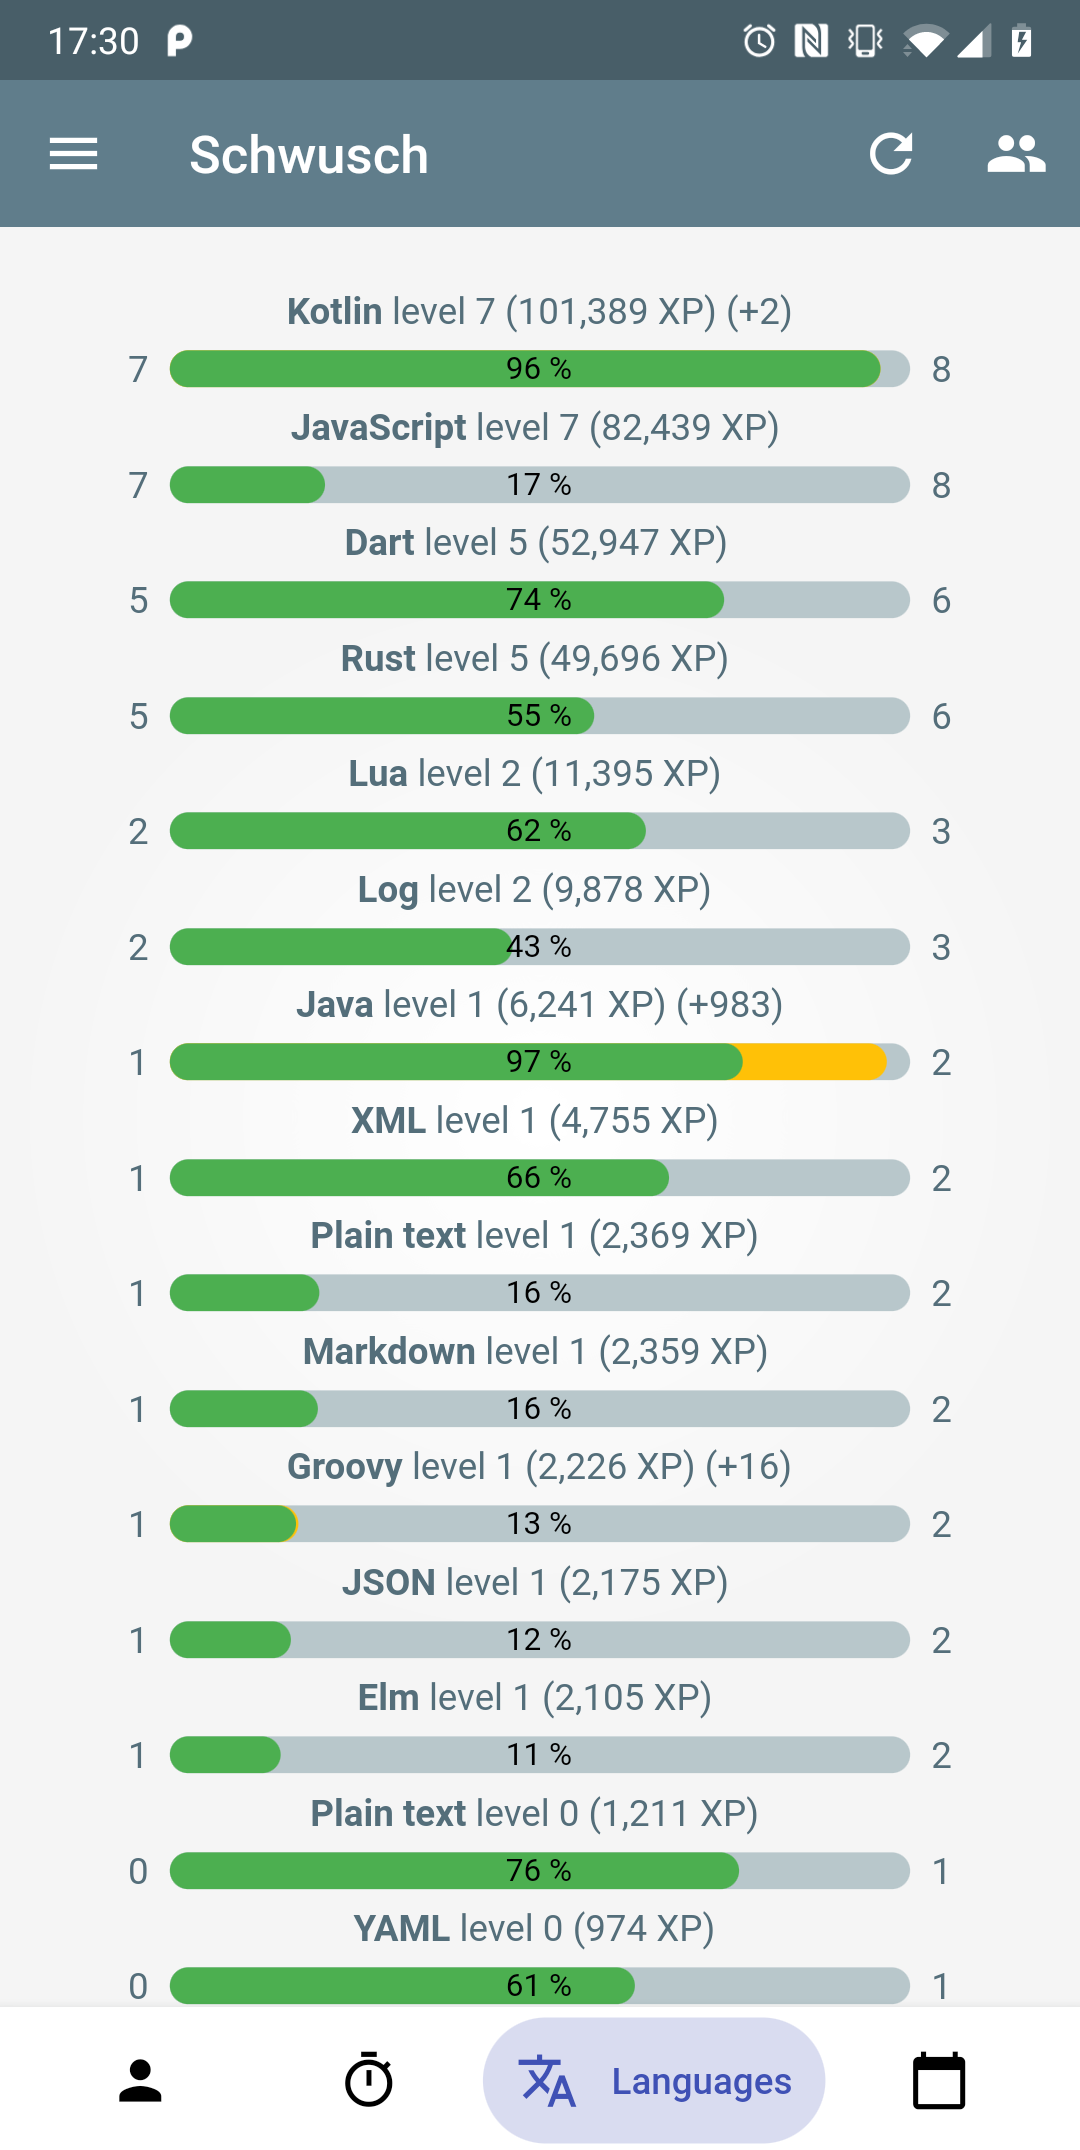 17:30
Schwusch
Kotlin level 7 (101,389 XP) (+2)
7 96 % 8
JavaScript level 7 (82,439 XP)
7 17 % 8
Dart level 5 (52,947 XP)
5 74 % 6
Rust level 5 (49,696 XP)
5 55 % 6
Lua level 2 (11,395 XP)
2 62 % 3
Log level 2 (9,878 XP)
2 43 % 3
Java level 1 (6,241 XP) (+983)
1 97 % 2
XML level 1 (4,755 XP)
1 66 % 2
Plain text level 1 (2,369 XP)
1 16 % 2
Markdown level 1 (2,359 XP)
1 16 % 2
Groovy level 1 (2,226 XP) (+16)
1 13 % 2
JSON level 1 (2,175 XP)
1 12 % 2
Elm level 1 (2,105 XP)
1 11 % 2
Plain text level 0 (1,211 XP)
0 76 % 1
YAML level 0 (974 XP)
0 61 % 1
Languages